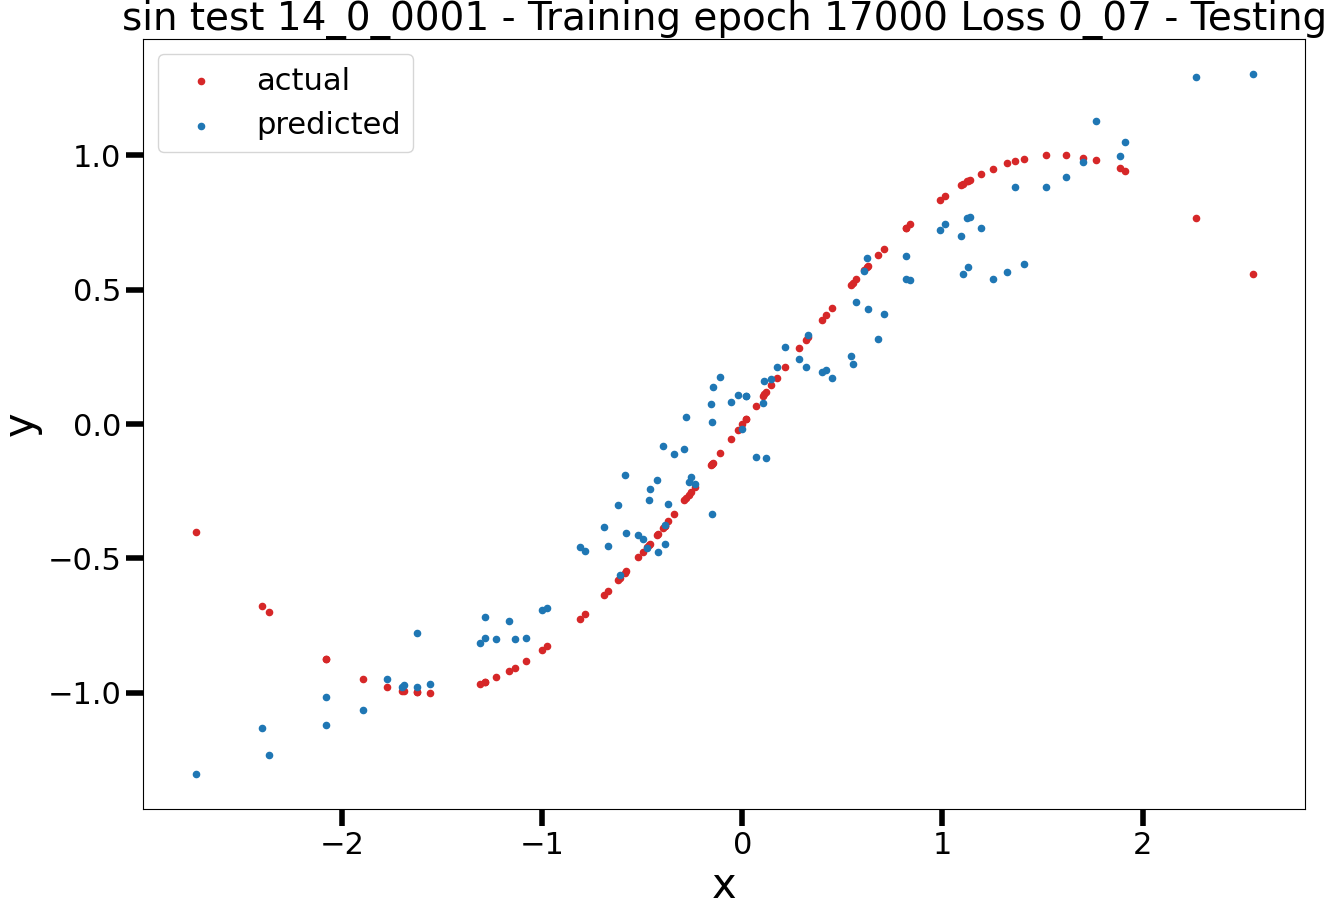 sin test 14_0_0001 - Training epoch 17000 Loss 0_07 - Testing
actual
predicted
1.0
0.5
0.0
−0.5
−1.0
y
−2
−1
0
1
2
x